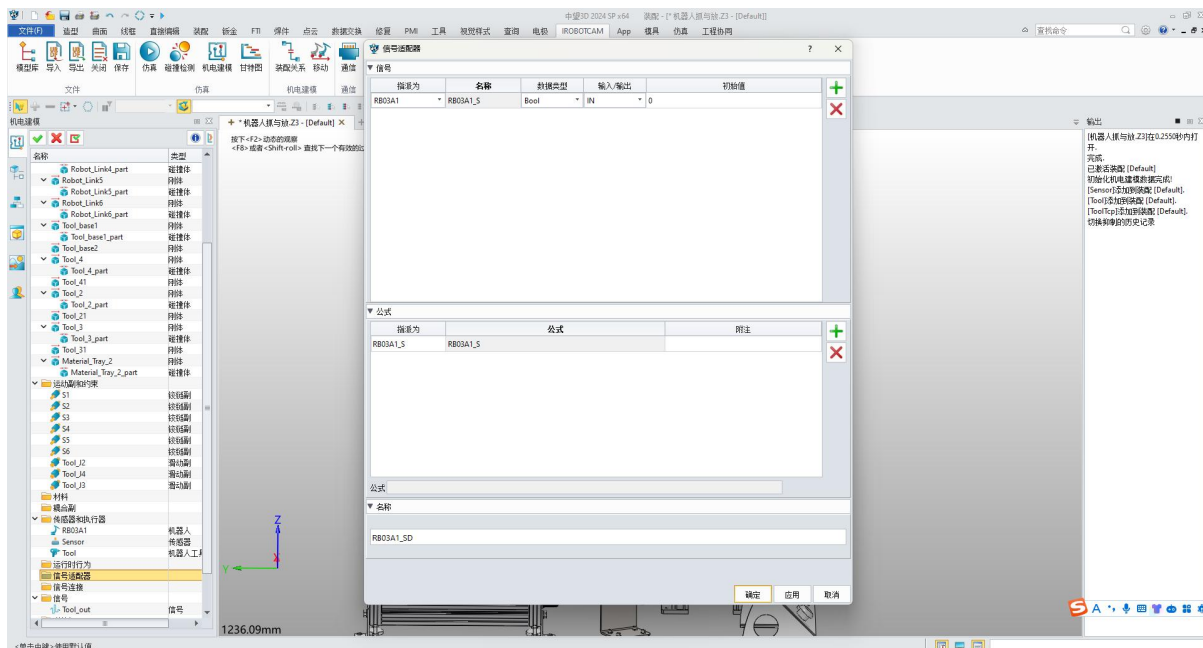 中望3D 2024 SP x64 装配 - [* 机器人抓与放.Z3 - [Default]]
文件(F) 造型 曲面 线框 直接编辑 装配 钣金 FTI 焊件 点云 数据交换 修复 PMI 工具 视觉样式 查询 电极 IROBOTCAM App 模具 仿真 工程协同 查找命令
模型库 导入 导出 关闭 保存 仿真 碰撞检测 机电建模 甘特图 装配关系 移动 通信
文件 仿真 机电建模 通信
机电建模
+ * 机器人抓与放.Z3 - [Default] ×
按下<F2>动态的观察
<F8>或者<Shift-roll> 查找下一个有效的
名称 类型
Robot_Link4_part 碰撞体
Robot_Link5 刚体
Robot_Link5_part 碰撞体
Robot_Link6 刚体
Robot_Link6_part 碰撞体
Tool_base1 刚体
Tool_base1_part 碰撞体
Tool_base2 刚体
Tool_4 刚体
Tool_4_part 碰撞体
Tool_41 刚体
Tool_2 刚体
Tool_2_part 碰撞体
Tool_21 刚体
Tool_3 刚体
Tool_3_part 碰撞体
Tool_31 刚体
Material_Tray_2 刚体
Material_Tray_2_part 碰撞体
运动副和约束
S1 铰链副
S2 铰链副
S3 铰链副
S4 铰链副
S5 铰链副
S6 铰链副
Tool_J2 滑动副
Tool_J4 滑动副
Tool_J3 滑动副
材料
耦合副
传感器和执行器
RB03A1 机器人
Sensor 传感器
Tool 机器人工具
运行时行为
信号适配器
信号连接
信号
Tool_out 信号
Z
X
Y
1236.09mm
<单击中键>使用默认值.
信号适配器 ? ×
信号
指派为 名称 数据类型 输入/输出 初始值
RB03A1 RB03A1_S Bool IN 0
公式
指派为 公式 附注
RB03A1_S RB03A1_S
公式
名称
RB03A1_SD
确定 应用 取消
输出
[机器人抓与放.Z3]在0.2550秒内打
开.
完成.
已激活装配 [Default]
初始化机电建模数据完成!
[Sensor]添加到装配 [Default].
[Tool]添加到装配 [Default].
[ToolTcp]添加到装配 [Default].
切换抑制的历史记录
S A